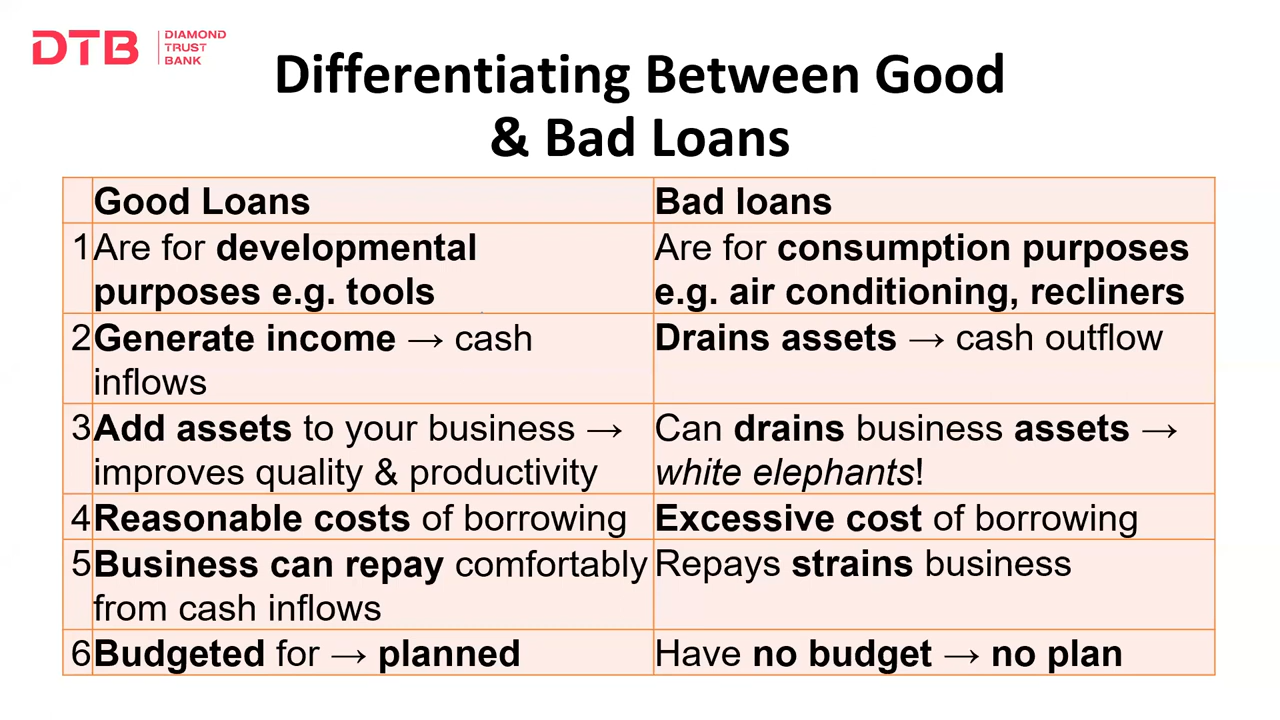 DTB
DIAMOND
TRUST
BANK
Differentiating Between Good
& Bad Loans
Good Loans
Bad loans
1
Are for developmental
purposes e.g. tools
Are for consumption purposes
e.g. air conditioning, recliners
2
Generate income → cash
inflows
Drains assets → cash outflow
3
Add assets to your business →
improves quality & productivity
Can drains business assets →
white elephants!
4
Reasonable costs of borrowing
Excessive cost of borrowing
5
Business can repay comfortably
from cash inflows
Repays strains business
6
Budgeted for → planned
Have no budget → no plan